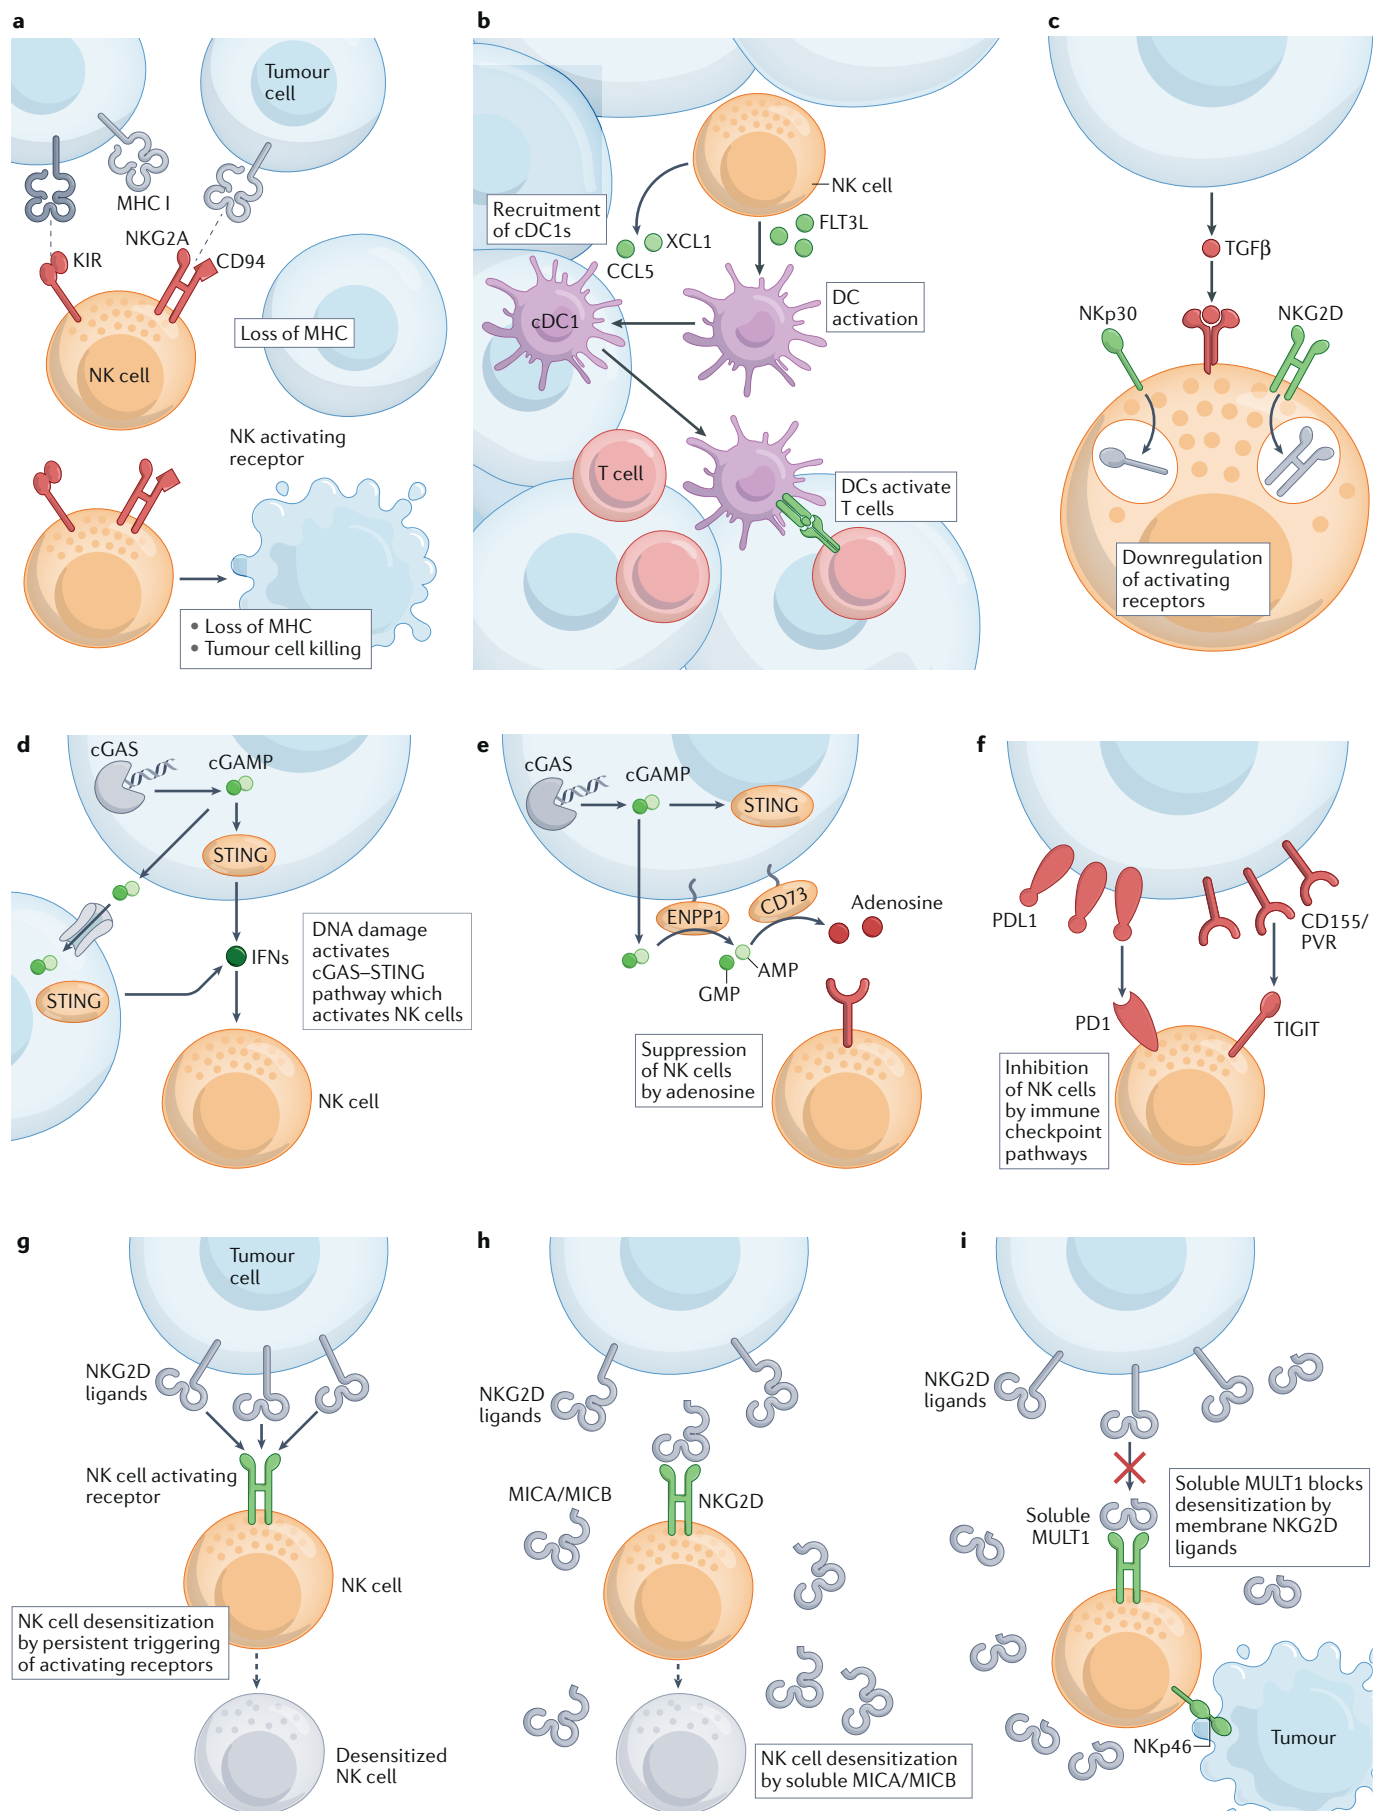 a
Tumour
cell
MHC I
NKG2A
KIR
CD94
Loss of MHC
NK cell
NK activating
receptor
• Loss of MHC
• Tumour cell killing
b
NK cell
Recruitment
of cDC1s
XCL1
CCL5
FLT3L
cDC1
DC
activation
T cell
DCs activate
T cells
c
TGFβ
NKp30
NKG2D
Downregulation
of activating
receptors
d
cGAS
cGAMP
STING
IFNs
STING
DNA damage
activates
cGAS–STING
pathway which
activates NK cells
NK cell
e
cGAS
cGAMP
STING
ENPP1
CD73
Adenosine
AMP
GMP
Suppression
of NK cells
by adenosine
f
PDL1
CD155/
PVR
PD1
TIGIT
Inhibition
of NK cells
by immune
checkpoint
pathways
g
Tumour
cell
NKG2D
ligands
NK cell activating
receptor
NK cell
NK cell desensitization
by persistent triggering
of activating receptors
Desensitized
NK cell
h
NKG2D
ligands
MICA/MICB
NKG2D
NK cell desensitization
by soluble MICA/MICB
i
NKG2D
ligands
Soluble
MULT1
Soluble MULT1 blocks
desensitization by
membrane NKG2D
ligands
NKp46
Tumour